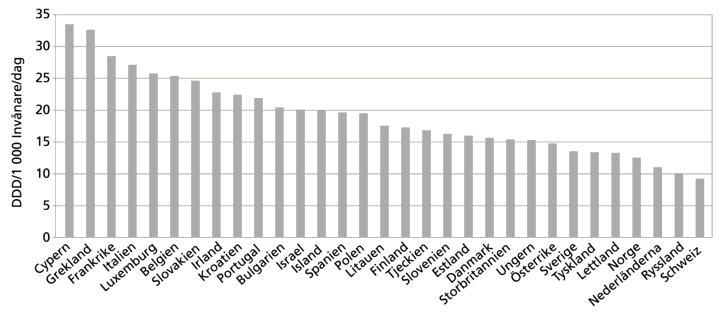 DDD/1 000 Invånare/dag
35
30
25
20
15
10
5
0
Cypern
Grekland
Frankrike
Italien
Luxemburg
Belgien
Slovakien
Irland
Kroatien
Portugal
Bulgarien
Israel
Island
Spanien
Polen
Litauen
Finland
Tjeckien
Slovenien
Estland
Danmark
Storbritannien
Ungern
Österrike
Sverige
Tyskland
Lettland
Norge
Nederländerna
Ryssland
Schweiz